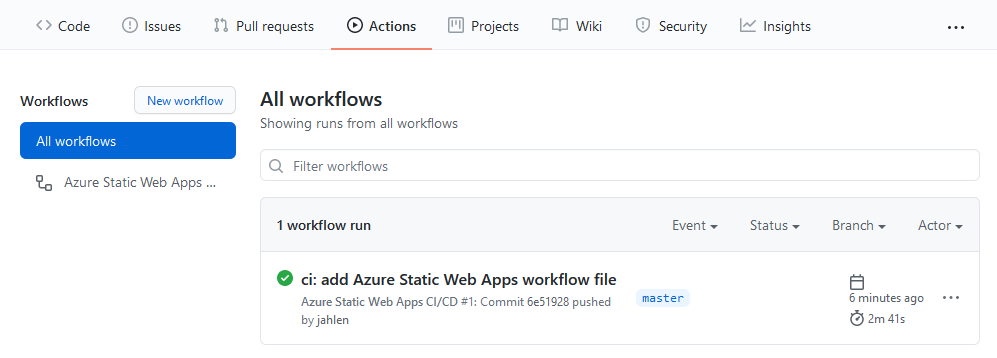 Code Issues Pull requests Actions Projects Wiki Security Insights
Workflows New workflow
All workflows
Azure Static Web Apps ...
All workflows
Showing runs from all workflows
Filter workflows
1 workflow run Event Status Branch Actor
ci: add Azure Static Web Apps workflow file
Azure Static Web Apps CI/CD #1: Commit 6e51928 pushed
by jahlen
master
6 minutes ago
2m 41s